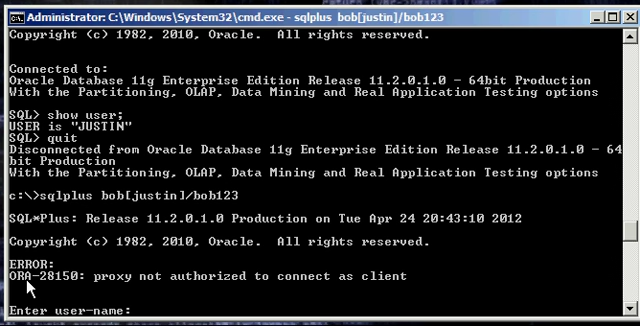 Administrator: C:\Windows\System32\cmd.exe - sqlplus bob[justin]/bob123
Copyright (c) 1982, 2010, Oracle. All rights reserved.
Connected to:
Oracle Database 11g Enterprise Edition Release 11.2.0.1.0 - 64bit Production
With the Partitioning, OLAP, Data Mining and Real Application Testing options
SQL> show user;
USER is "JUSTIN"
SQL> quit
Disconnected from Oracle Database 11g Enterprise Edition Release 11.2.0.1.0 - 64
bit Production
With the Partitioning, OLAP, Data Mining and Real Application Testing options
c:\>sqlplus bob[justin]/bob123
SQL*Plus: Release 11.2.0.1.0 Production on Tue Apr 24 20:43:10 2012
Copyright (c) 1982, 2010, Oracle. All rights reserved.
ERROR:
ORA-28150: proxy not authorized to connect as client
Enter user-name: